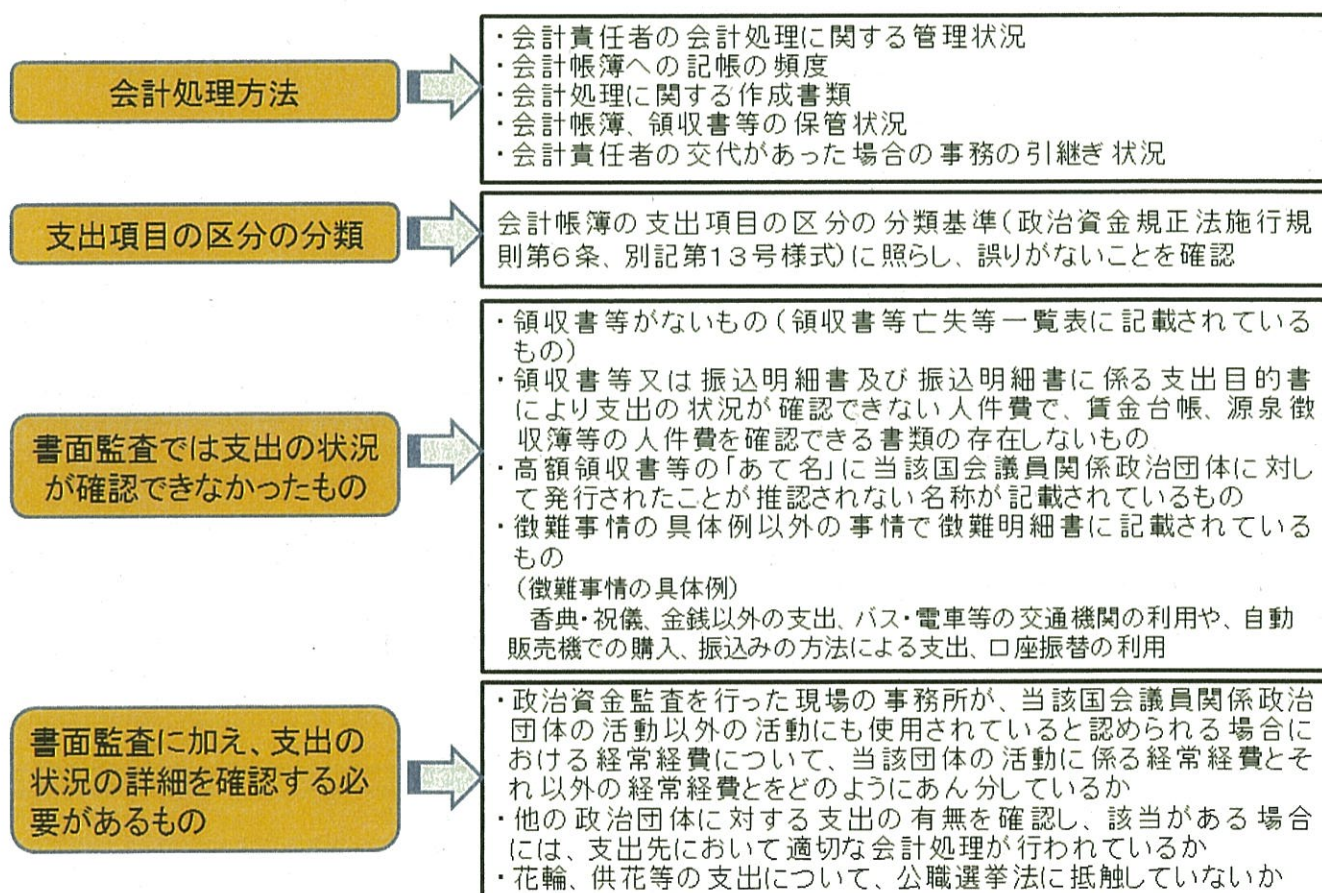 会計処理方法
・会計責任者の会計処理に関する管理状況
・会計帳簿への記帳の頻度
・会計処理に関する作成書類
・会計帳簿、領収書等の保管状況
・会計責任者の交代があった場合の事務の引継ぎ状況
支出項目の区分の分類
会計帳簿の支出項目の区分の分類基準(政治資金規正法施行規
則第6条、別記第13号様式)に照らし、誤りがないことを確認
書面監査では支出の状況
が確認できなかったもの
・領収書等がないもの(領収書等亡失等一覧表に記載されている
もの)
・領収書等又は振込明細書及び振込明細書に係る支出目的書
により支出の状況が確認できない人件費で、賃金台帳、源泉徴
収簿等の人件費を確認できる書類の存在しないもの
・高額領収書等の「あて名」に当該国会議員関係政治団体に対し
て発行されたことが推認されない名称が記載されているもの
・徴難事情の具体例以外の事情で徴難明細書に記載されている
もの
(徴難事情の具体例)
香典・祝儀、金銭以外の支出、バス・電車等の交通機関の利用や、自動
販売機での購入、振込みの方法による支出、口座振替の利用
書面監査に加え、支出の
状況の詳細を確認する必
要があるもの
・政治資金監査を行った現場の事務所が、当該国会議員関係政治
団体の活動以外の活動にも使用されていると認められる場合に
おける経常経費について、当該団体の活動に係る経常経費とそ
れ以外の経常経費とをどのようにあん分しているか
・他の政治団体に対する支出の有無を確認し、該当がある場合
には、支出先において適切な会計処理が行われているか
・花輪、供花等の支出について、公職選挙法に抵触していないか